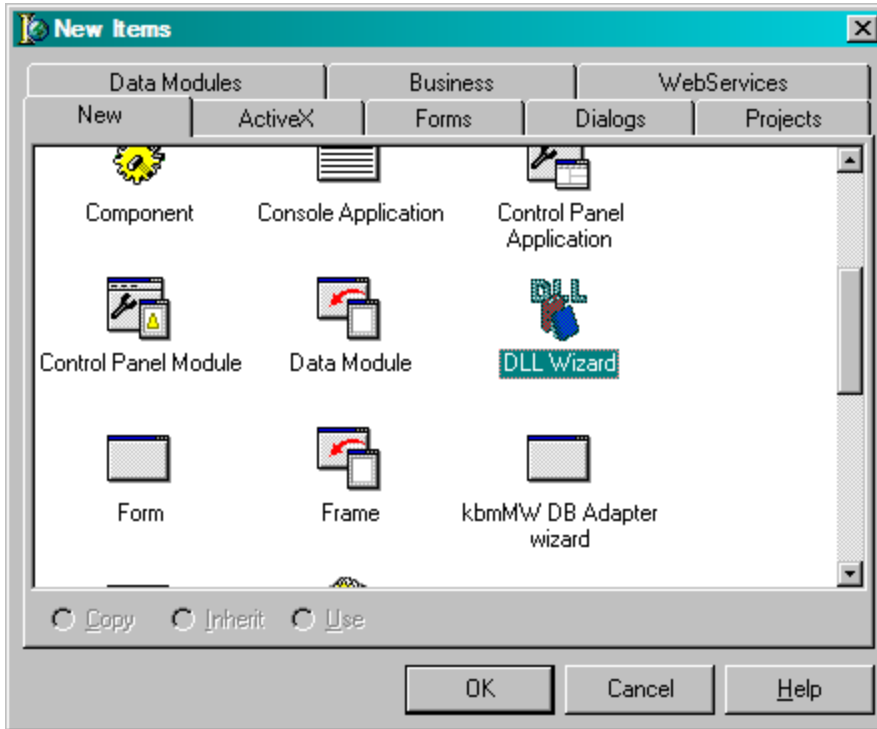 New Items
Data Modules Business WebServices
New ActiveX Forms Dialogs Projects
Component Console Application Control Panel
Application
DLL
Control Panel Module Data Module DLL Wizard
Form Frame kbmMW DB Adapter
wizard
Copy Inherit Use
OK Cancel Help